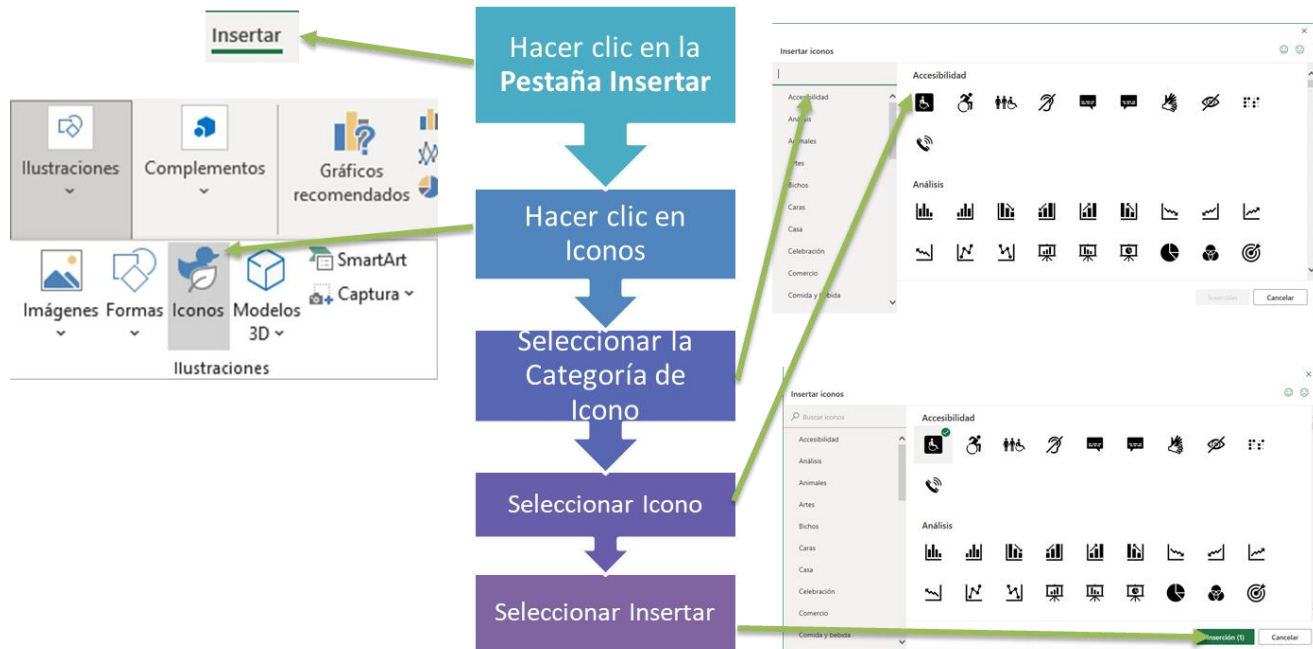 Insertar
Ilustraciones
Complementos
Gráficos
recomendados
Imágenes
Formas
Iconos
Modelos
3D
SmartArt
Captura
Ilustraciones
Hacer clic en la
Pestaña Insertar
Hacer clic en
Iconos
Seleccionar la
Categoría de
Icono
Seleccionar Icono
Seleccionar Insertar
Insertar iconos
Accesibilidad
Análisis
Animales
Artes
Bichos
Caras
Casa
Celebración
Comercio
Comida y bebida
Accesibilidad
Análisis
Cancelar
Insertar iconos
Buscar iconos
Accesibilidad
Análisis
Animales
Artes
Bichos
Caras
Casa
Celebración
Comercio
Comida y bebida
Accesibilidad
Análisis
Inserción (1)
Cancelar